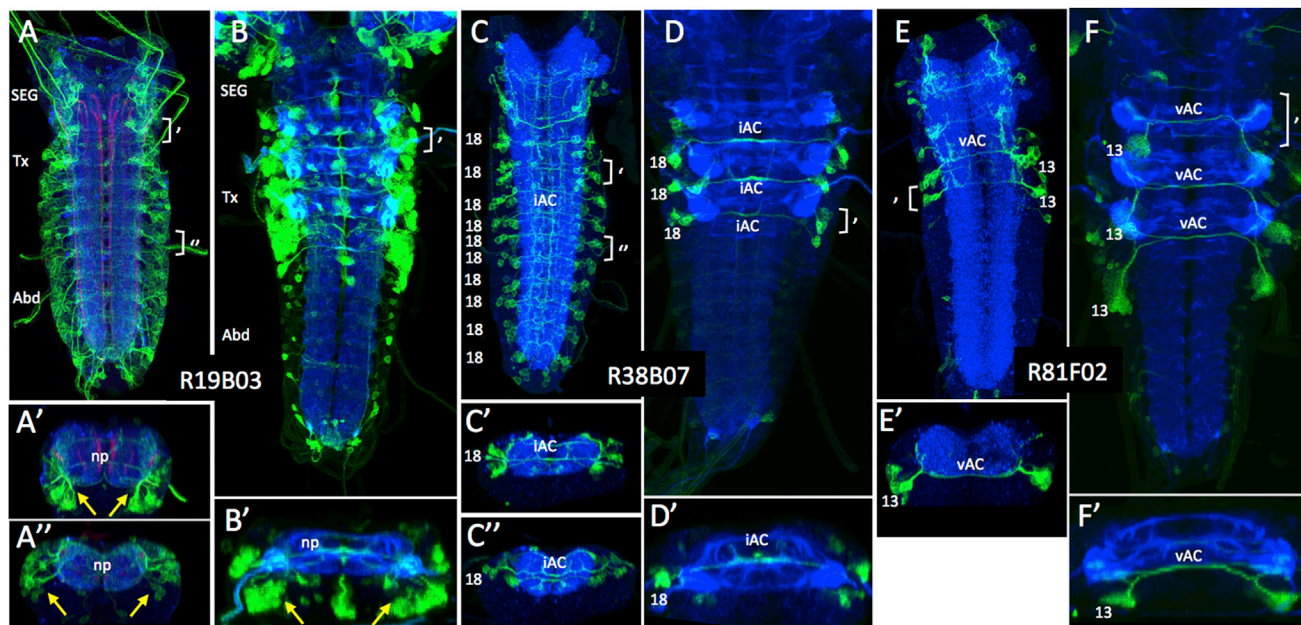 A
B
C
D
E
F
SEG
Tx
Abd
'
''
R19B03
SEG
Tx
Abd
'
18
18
18
18
18
18
18
18
18
iAC
'
''
R38B07
iAC
18
iAC
18
iAC
18
'
vAC
13
13
'
R81F02
vAC
13
vAC
13
vAC
13
'
A'
np
A''
np
B'
np
C'
18
iAC
C''
18
iAC
D'
iAC
18
E'
vAC
13
F'
vAC
13